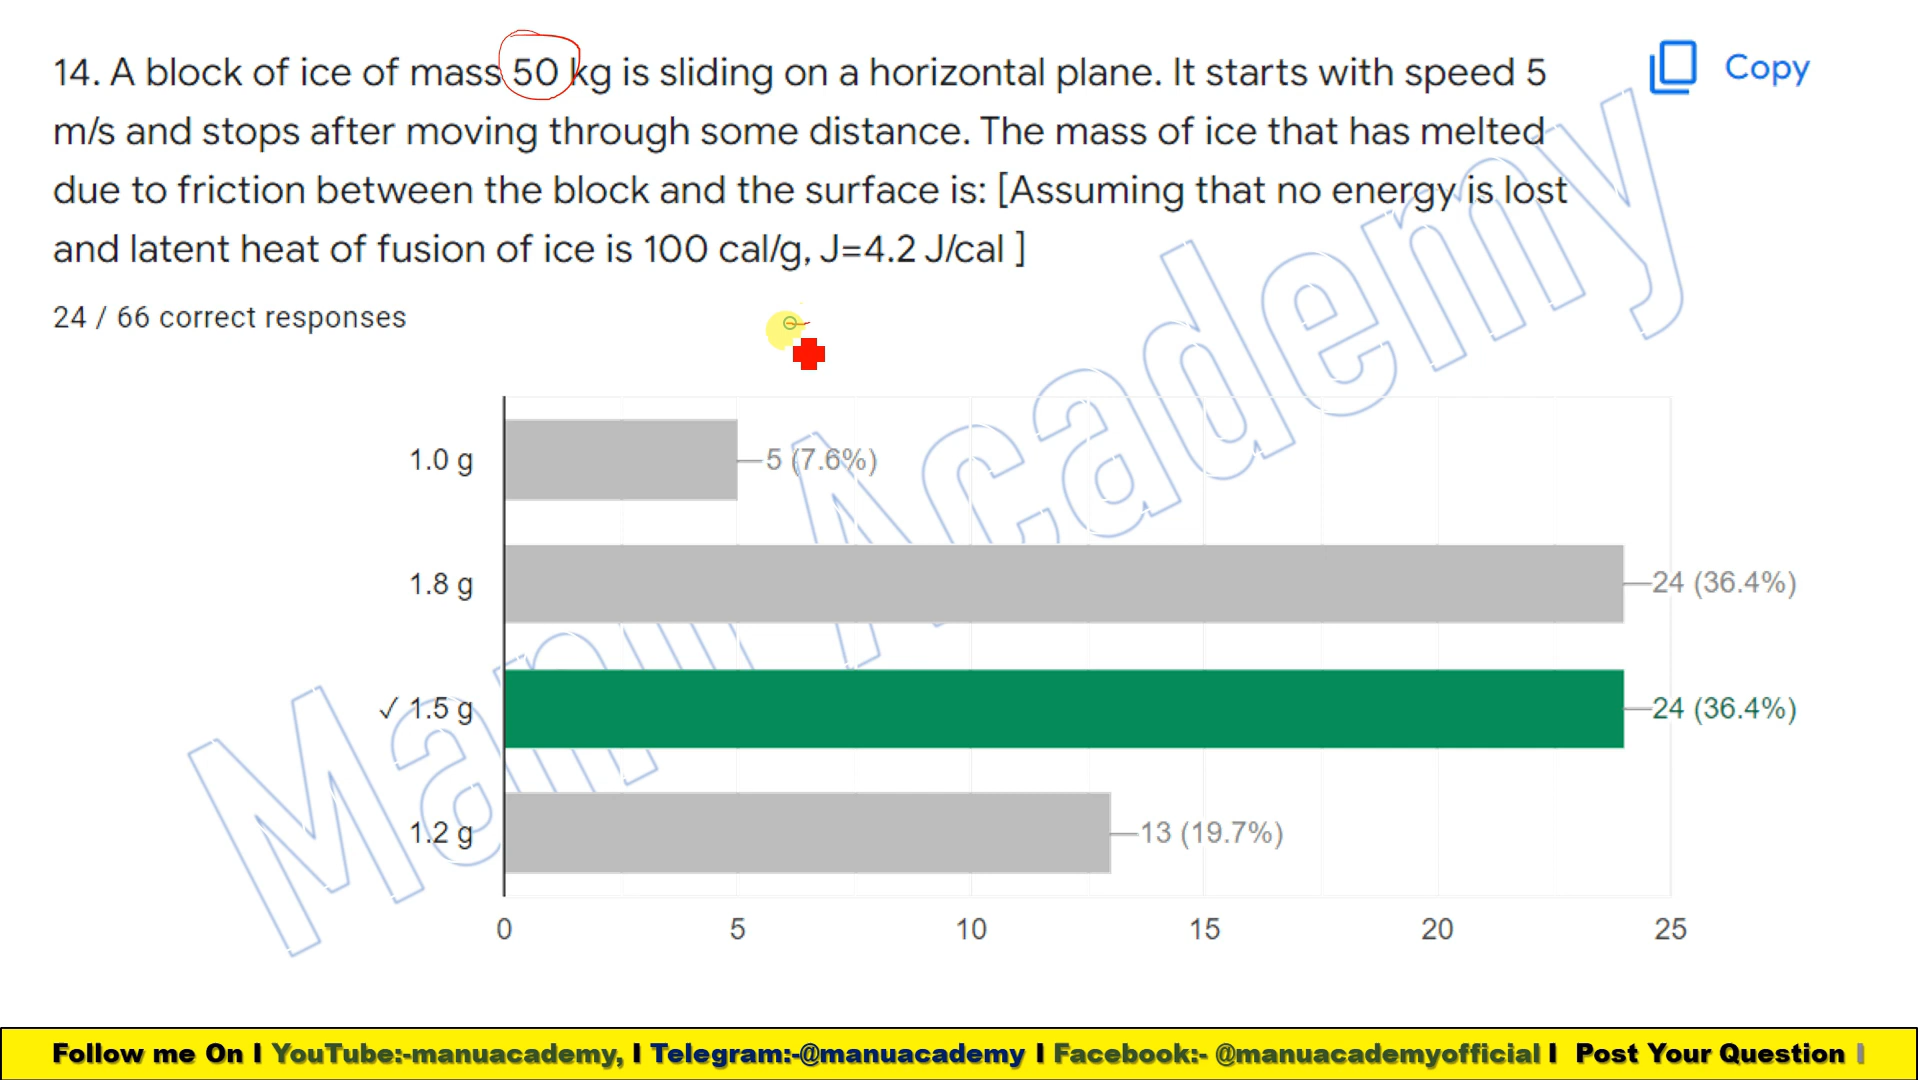 14. A block of ice of mass 50 kg is sliding on a horizontal plane. It starts with speed 5
m/s and stops after moving through some distance. The mass of ice that has melted
due to friction between the block and the surface is: [Assuming that no energy is lost
and latent heat of fusion of ice is 100 cal/g, J=4.2 J/cal ]
Copy
24 / 66 correct responses
1.0 g
5 (7.6%)
1.8 g
24 (36.4%)
✓ 1.5 g
24 (36.4%)
1.2 g
13 (19.7%)
0 5 10 15 20 25
Manu Academy
Follow me On I YouTube:-manuacademy, I Telegram:-@manuacademy I Facebook:- @manuacademyofficial I Post Your Question I